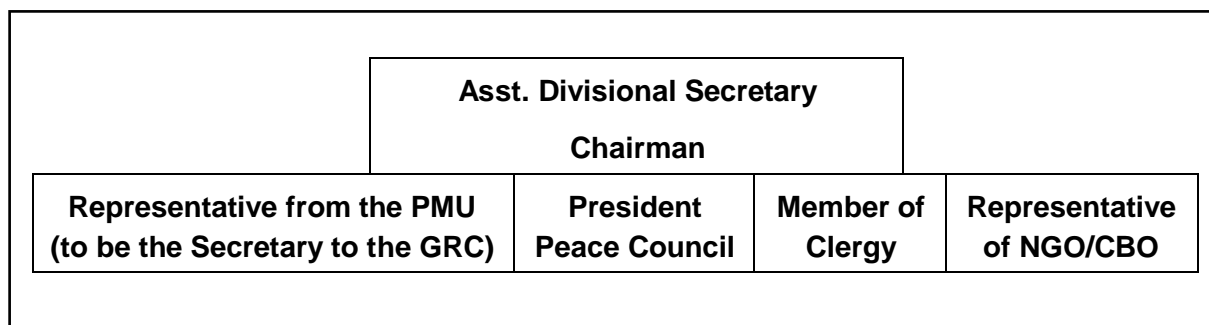 Asst. Divisional Secretary
Chairman
Representative from the PMU
(to be the Secretary to the GRC)
President
Peace Council
Member of
Clergy
Representative
of NGO/CBO